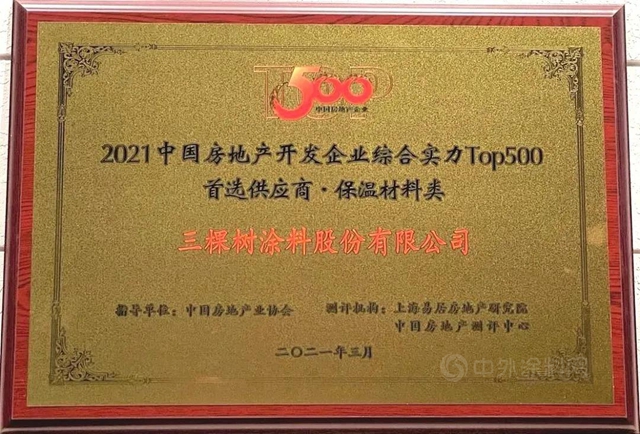 TOP
500
中国房地产企业
2021中国房地产开发企业综合实力Top500
首选供应商·保温材料类
三棵树涂料股份有限公司
指导单位：中国房地产业协会 测评机构：上海易居房地产研究院
中国房地产测评中心
二〇二一年三月
中外涂料网